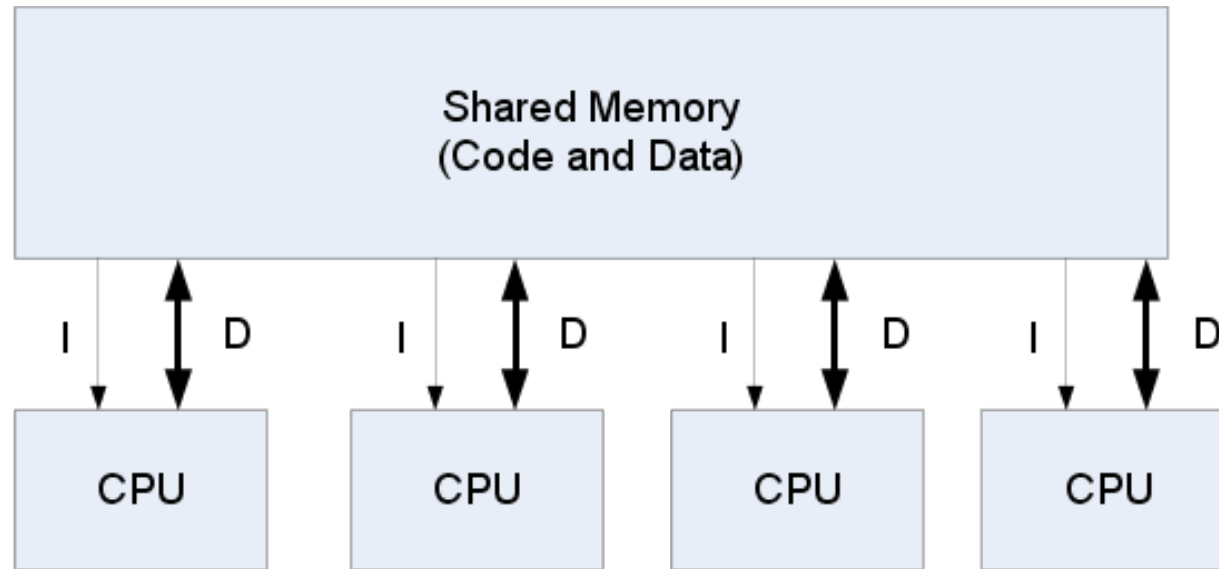 Shared Memory
(Code and Data)
I D I D I D I D
CPU CPU CPU CPU